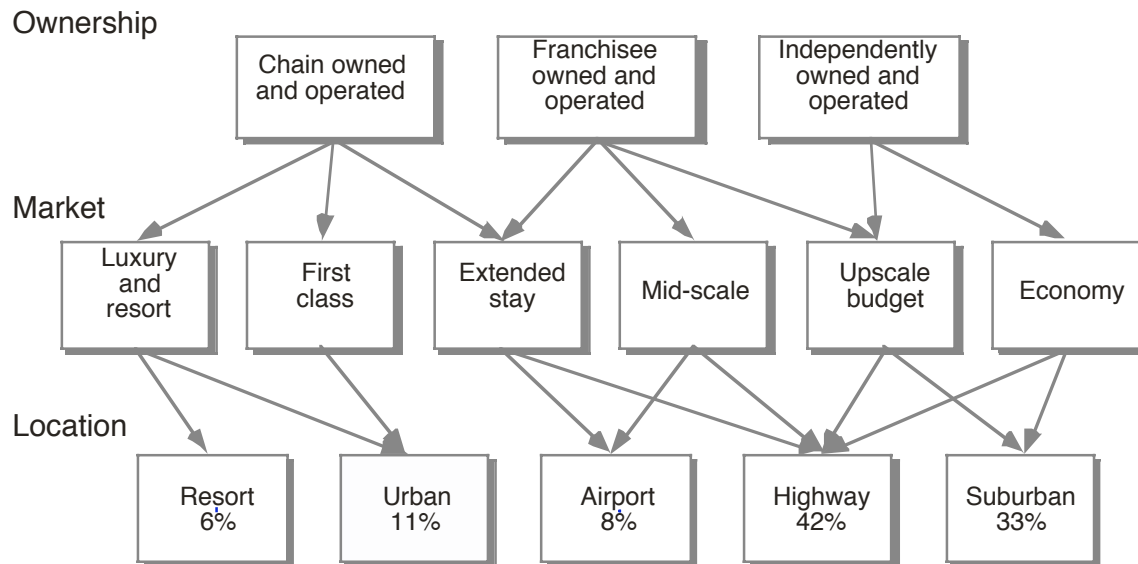 Ownership
Chain owned
and operated
Franchisee
owned and
operated
Independently
owned and
operated
Market
Luxury
and
resort
First
class
Extended
stay
Mid-scale
Upscale
budget
Economy
Location
Resort
6%
Urban
11%
Airport
8%
Highway
42%
Suburban
33%